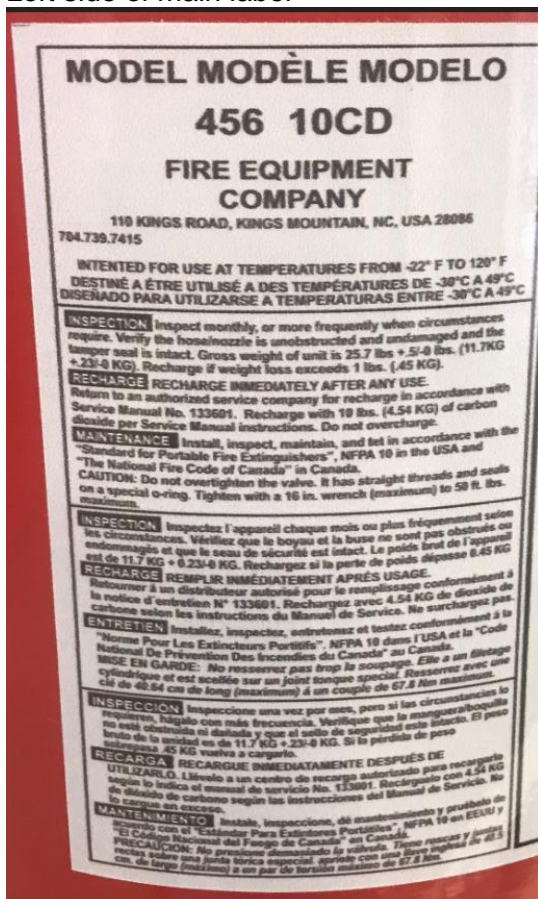 Left side of main label
MODEL MODÈLE MODELO
456 10CD
FIRE EQUIPMENT
COMPANY
110 KINGS ROAD, KINGS MOUNTAIN, NC, USA 28086
704.739.7415
INTENTED FOR USE AT TEMPERATURES FROM -22° F TO 120° F
DESTINÉ A ÉTRE UTILISÉ A DES TEMPÉRATURES DE -30°C A 49°C
DISEÑADO PARA UTILIZARSE A TEMPERATURAS ENTRE -30°C A 49°C
INSPECTION Inspect monthly, or more frequently when circumstances
require. Verify the hose/nozzle is unobstructed and undamaged and the
tamper seal is intact. Gross weight of unit is 25.7 lbs +.5/-0 lbs. (11.7KG
+.23/-0 KG). Recharge if weight loss exceeds 1 lbs. (.45 KG).
RECHARGE RECHARGE INMEDIATELY AFTER ANY USE.
Return to an authorized service company for recharge in accordance with
Service Manual No. 133601. Recharge with 10 lbs. (4.54 KG) of carbon
dioxide per Service Manual instructions. Do not overcharge.
MAINTENANCE Install, inspect, maintain, and tet in accordance with the
"Standard for Portable Fire Extinguishers", NFPA 10 in the USA and
"The National Fire Code of Canada" in Canada.
CAUTION: Do not overtighten the valve. It has straight threads and seals
on a special o-ring. Tighten with a 16 in. wrench (maximum) to 50 ft. lbs.
maximum.
INSPECTION Inspectez l'appareil chaque mois ou plus fréquemment selon
les circonstances. Vérifiez que le boyau et la buse ne sont pas obstrués ou
endommagés et que le seau de sécurité est intact. Le poids brut de l'appareil
est de 11.7 KG + 0.23/-0 KG. Rechargez si la perte de poids dépasse 0.45 KG
RECHARGE REMPLIR INMÉDIATEMENT APRÉS USAGE.
Retourner à un distributeur autorisé pour le remplissage conformément à
la notice d'entretien N° 133601. Rechargez avec 4.54 KG de dioxide de
carbone selon les instructions du Manuel de Service. Ne surchargez pas.
ENTRETIEN Installez, inspectez, entretenez et testez conformément à la
"Norme Pour Les Extincteurs Portitifs". NFPA 10 dans l'USA et la "Code
National De Prévention Des Incendies du Canada" au Canada.
MISE EN GARDE: No resserrez pas trop la soupage. Elle a un filetage
cylindrique et est scellée sur un joint tonque special. Resserrez avec une
clé de 40.64 cm de long (maximum) á un couple de 67.8 Nm maximum.
INSPECCIÓN Inspeccione una vez por mes, pero si las circunstancias lo
requieren, hágalo con más frecuencia. Verifique que la manguera/boquilla
no esté obstruida ni dañada y que el sello de seguridad esté intacto. El peso
bruto de la unidad es de 11.7 KG +.23/-0 KG. Si la pérdida de peso
sobrepasa .45 KG vuelva a cargarlo.
RECARGA RECARGUE INMEDIATAMENTE DESPUÉS DE
UTILIZARLO. Llévelo a un centro de recarga autorizado para recargarlo
según lo indica el manual de servicio No. 133601. Recárguelo con 4.54 KG
de dióxido de carbono según las instrucciones del Manual de Servicio. No
lo cargue en exceso.
MANTENIMIENTO Instale, inspeccione, dé mantenimiento y pruébelo de
acuerdo con el "Estándar Para Extintores Portátiles", NFPA 10 en EEUU y
"El Código Nacional del Fuego de Canada" en Canada.
PRECAUCIÓN: No presione demasiado la válvula. Tiene roscas y juntas
rectas sobre una junta tórica especial. apriete con una llave inglesa de 40.5
cm. de largo (máximo) a un par de torsión máximo de 67.8 Nm.